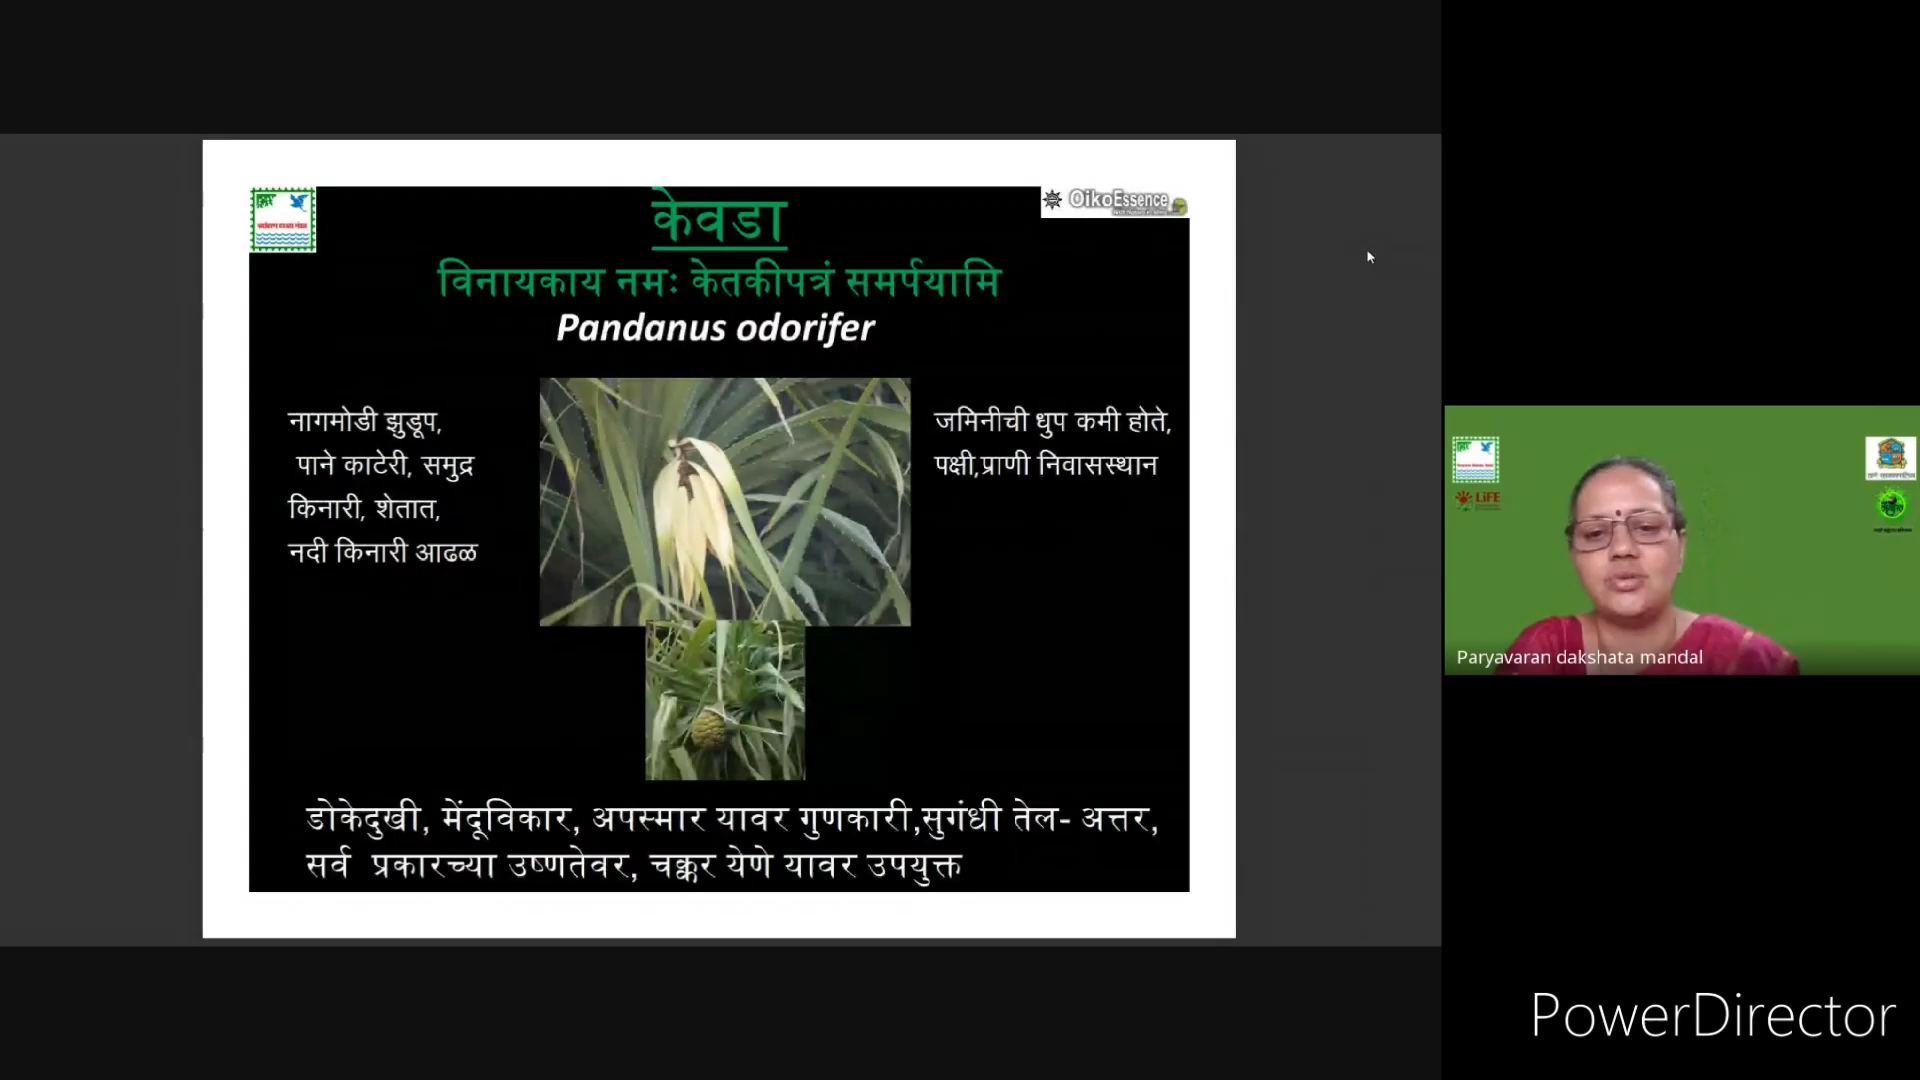 OikoEssence
केवडा
विनायकाय नमः केतकीपत्रं समर्पयामि
Pandanus odorifer
नागमोडी झुडूप,
पाने काटेरी, समुद्र
किनारी, शेतात,
नदी किनारी आढळ
जमिनीची धुप कमी होते,
पक्षी,प्राणी निवासस्थान
डोकेदुखी, मेंदूविकार, अपस्मार यावर गुणकारी,सुगंधी तेल- अत्तर,
सर्व प्रकारच्या उष्णतेवर, चक्कर येणे यावर उपयुक्त
LiFE
Paryavaran dakshata mandal
PowerDirector